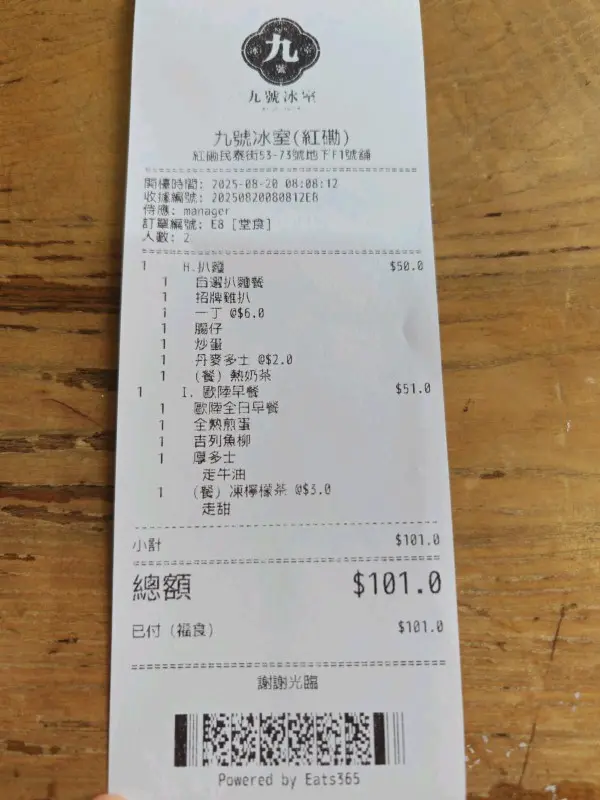 九
冰 室
號
九號冰室
九號冰室(紅磡)
紅磡民泰街53-73號地下F1號舖
開檯時間: 2025-08-20 08:08:12
收據編號: 20250820080812E8
侍應: manager
訂單編號: E8 [堂食]
人數: 2
1 H.扒餐 $50.0
1 自選扒麵餐
1 招牌雞扒
1 一丁 @$6.0
1 腸仔
1 炒蛋
1 丹麥多士 @$2.0
1 (餐) 熱奶茶
1 I. 歐陸早餐 $51.0
1 歐陸全日早餐
1 全熟煎蛋
1 吉列魚柳
1 厚多士
走牛油
1 (餐) 凍檸檬茶 @$3.0
走甜
小計 $101.0
總額 $101.0
已付 (福食) $101.0
謝謝光臨
Powered by Eats365